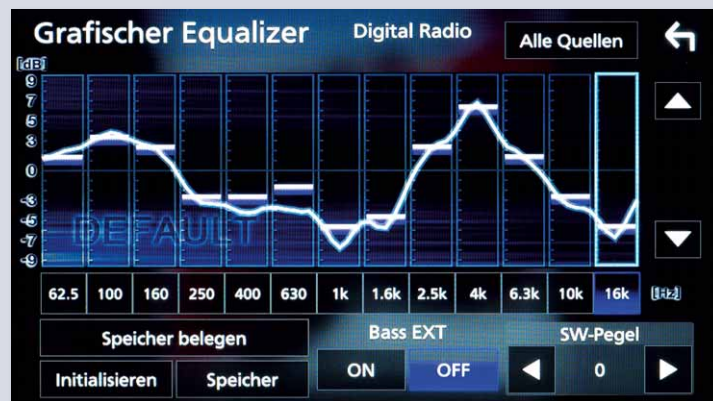 Grafischer Equalizer Digital Radio Alle Quellen
[dB]
9
7
5
3
0
-3
-5
-7
-9
DEFAULT
62.5 100 160 250 400 630 1k 1.6k 2.5k 4k 6.3k 10k 16k [Hz]
Speicher belegen Bass EXT SW-Pegel
Initialisieren Speicher ON OFF 0